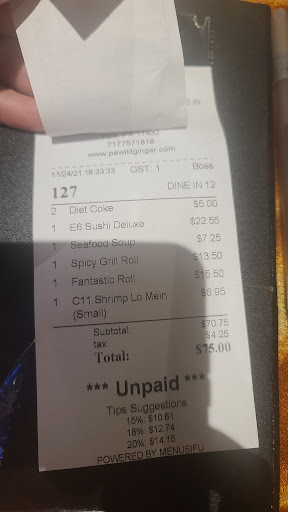 7177571818
www.pawildginger.com
11/24/21 18:33:33 GST: 1 Boss
127 DINE IN 12
2 Diet Coke $5.00
1 E6.Sushi Deluxe $22.55
1 Seafood Soup $7.25
1 Spicy Grill Roll $13.50
1 Fantastic Roll $15.50
1 C11.Shrimp Lo Mein $6.95
(Small)
Subtotal: $70.75
tax: $4.25
Total: $75.00
*** Unpaid ***
Tips Suggestions
15%: $10.61
18%: $12.74
20%: $14.15
POWERED BY MENUSIFU